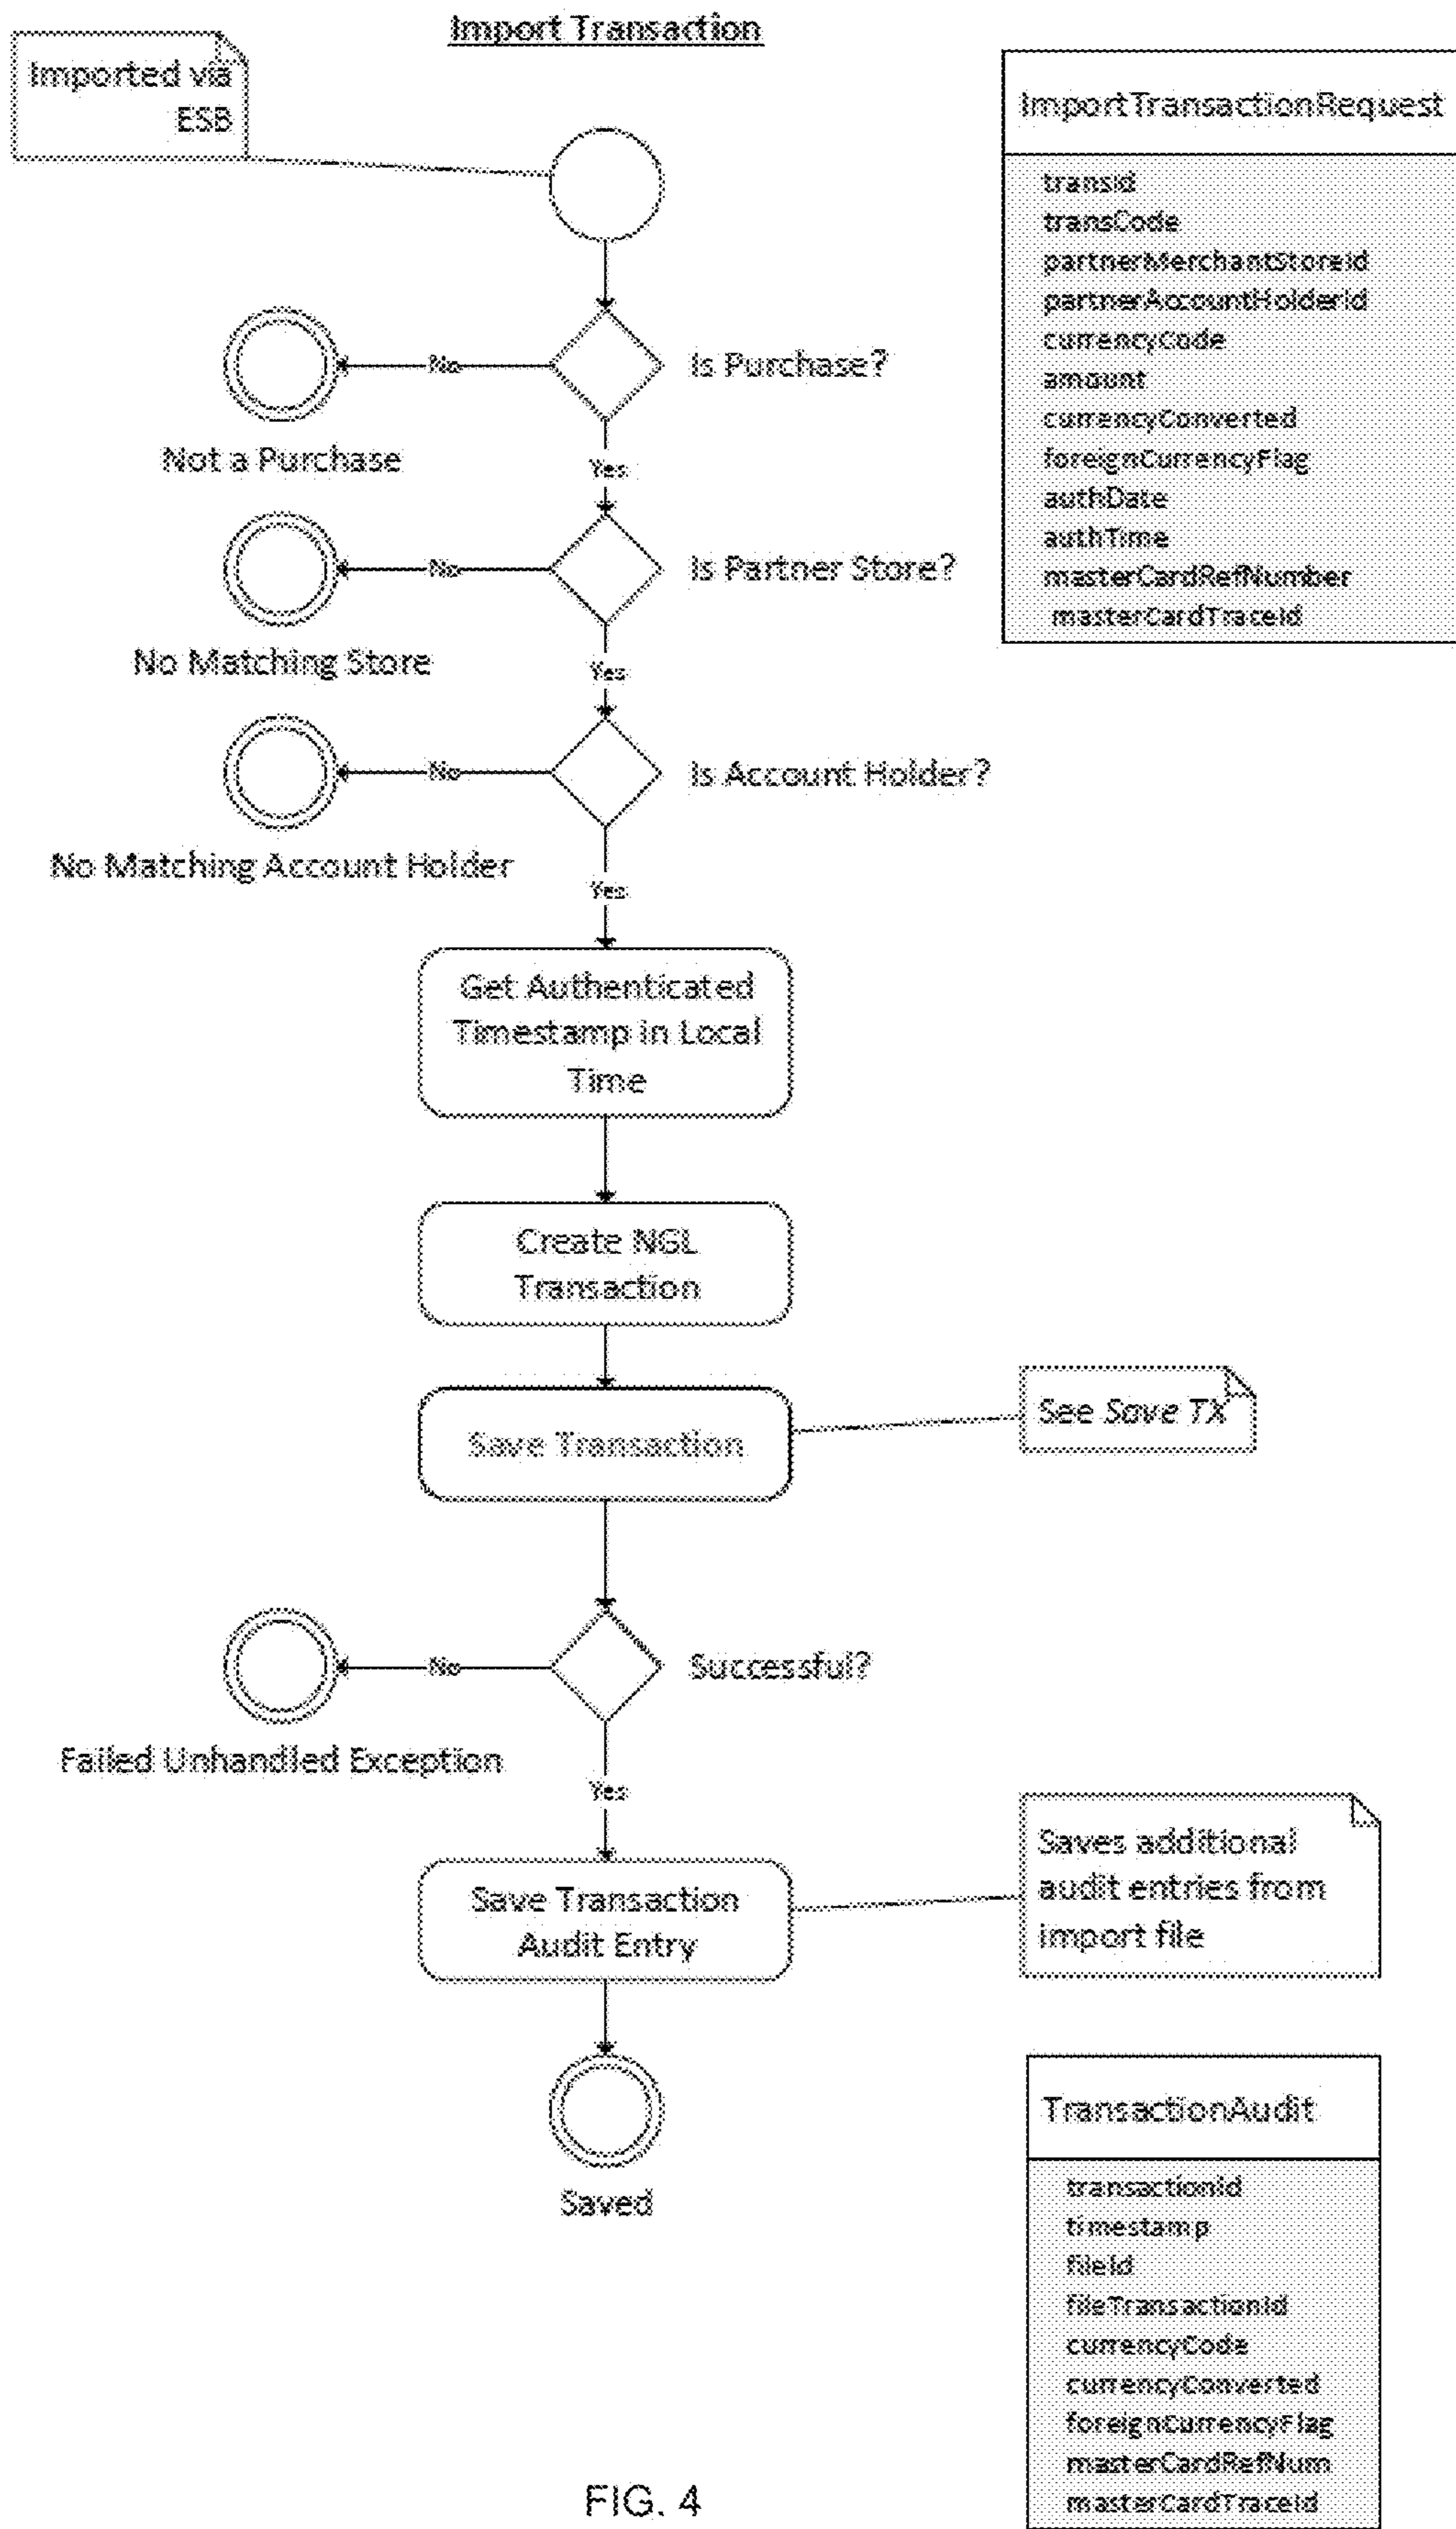 Import Transaction
Imported via
ESB
ImportTransactionRequest
transId
transCode
partnerMerchantStoreId
partnerAccountHolderId
currencyCode
amount
currencyConverted
foreignCurrencyFlag
authDate
authTime
masterCardRefNumber
masterCardTraceId
No
Is Purchase?
Not a Purchase
Yes
No
Is Partner Store?
No Matching Store
Yes
No
Is Account Holder?
No Matching Account Holder
Yes
Get Authenticated
Timestamp in Local
Time
Create NGL
Transaction
Save Transaction
See Save TX
No
Successful?
Failed Unhandled Exception
Yes
Save Transaction
Audit Entry
Saves additional
audit entries from
import file
Saved
TransactionAudit
transactionId
timestamp
fileId
fileTransactionId
currencyCode
currencyConverted
foreignCurrencyFlag
masterCardRefNum
masterCardTraceId
FIG. 4